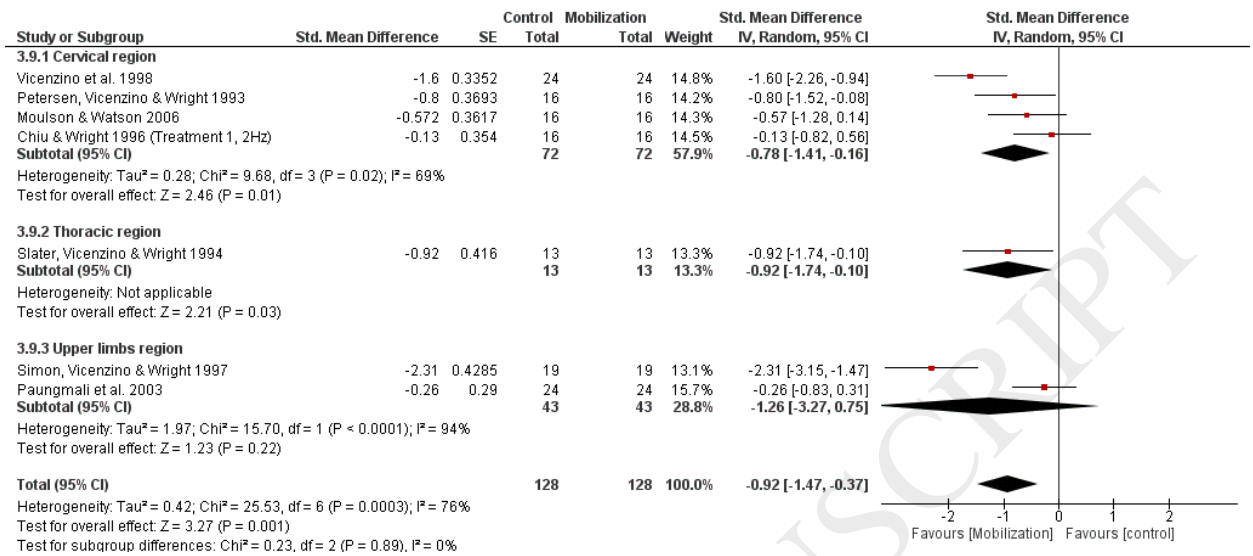 Control Mobilization Std. Mean Difference Std. Mean Difference
Study or Subgroup Std. Mean Difference SE Total Total Weight IV, Random, 95% CI IV, Random, 95% CI
3.9.1 Cervical region
Vicenzino et al. 1998 -1.6 0.3352 24 24 14.8% -1.60 [-2.26, -0.94]
Petersen, Vicenzino & Wright 1993 -0.8 0.3693 16 16 14.2% -0.80 [-1.52, -0.08]
Moulson & Watson 2006 -0.572 0.3617 16 16 14.3% -0.57 [-1.28, 0.14]
Chiu & Wright 1996 (Treatment 1, 2Hz) -0.13 0.354 16 16 14.5% -0.13 [-0.82, 0.56]
Subtotal (95% CI) 72 72 57.9% -0.78 [-1.41, -0.16]
Heterogeneity: Tau² = 0.28; Chi² = 9.68, df = 3 (P = 0.02); I² = 69%
Test for overall effect: Z = 2.46 (P = 0.01)
3.9.2 Thoracic region
Slater, Vicenzino & Wright 1994 -0.92 0.416 13 13 13.3% -0.92 [-1.74, -0.10]
Subtotal (95% CI) 13 13 13.3% -0.92 [-1.74, -0.10]
Heterogeneity: Not applicable
Test for overall effect: Z = 2.21 (P = 0.03)
3.9.3 Upper limbs region
Simon, Vicenzino & Wright 1997 -2.31 0.4285 19 19 13.1% -2.31 [-3.15, -1.47]
Paungmali et al. 2003 -0.26 0.29 24 24 15.7% -0.26 [-0.83, 0.31]
Subtotal (95% CI) 43 43 28.8% -1.26 [-3.27, 0.75]
Heterogeneity: Tau² = 1.97; Chi² = 15.70, df = 1 (P < 0.0001); I² = 94%
Test for overall effect: Z = 1.23 (P = 0.22)
Total (95% CI) 128 128 100.0% -0.92 [-1.47, -0.37]
Heterogeneity: Tau² = 0.42; Chi² = 25.53, df = 6 (P = 0.0003); I² = 76%
Test for overall effect: Z = 3.27 (P = 0.001)
Test for subgroup differences: Chi² = 0.23, df = 2 (P = 0.89), I² = 0%
-2 -1 0 1 2
Favours [Mobilization] Favours [control]
NUSCRIPT